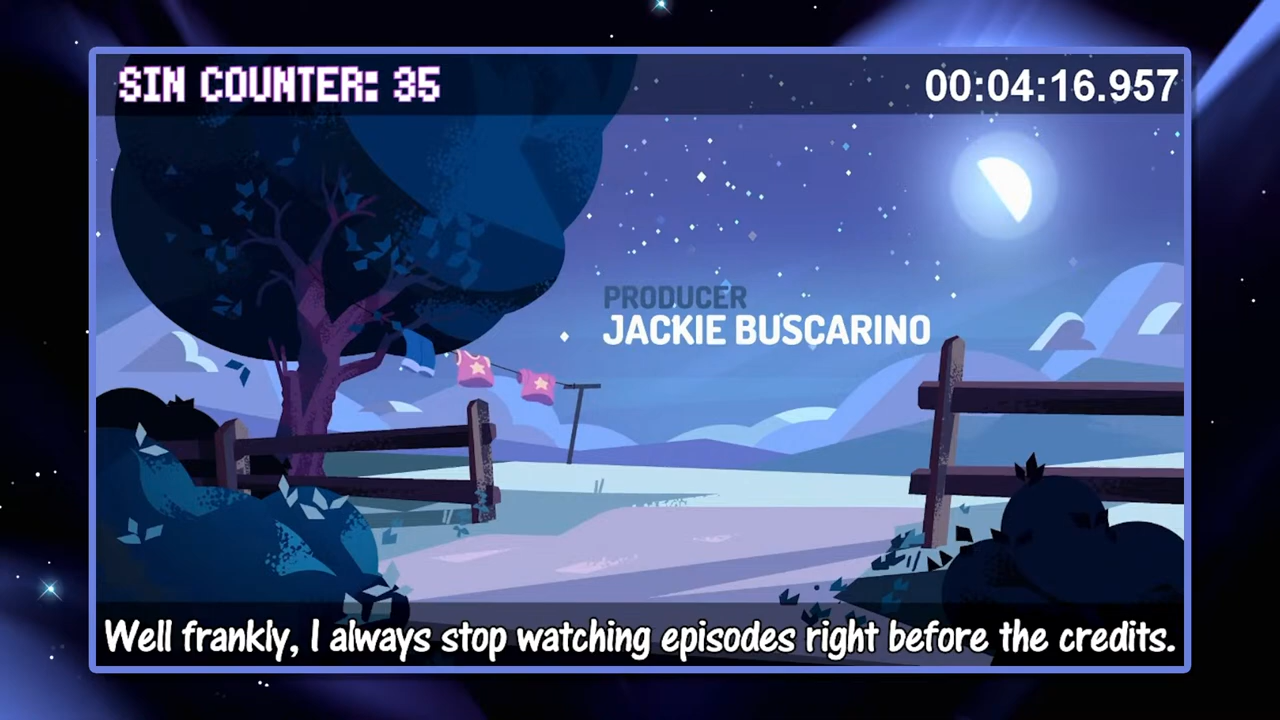 SIN COUNTER: 35
00:04:16.957
PRODUCER
JACKIE BUSCARINO
Well frankly, I always stop watching episodes right before the credits.